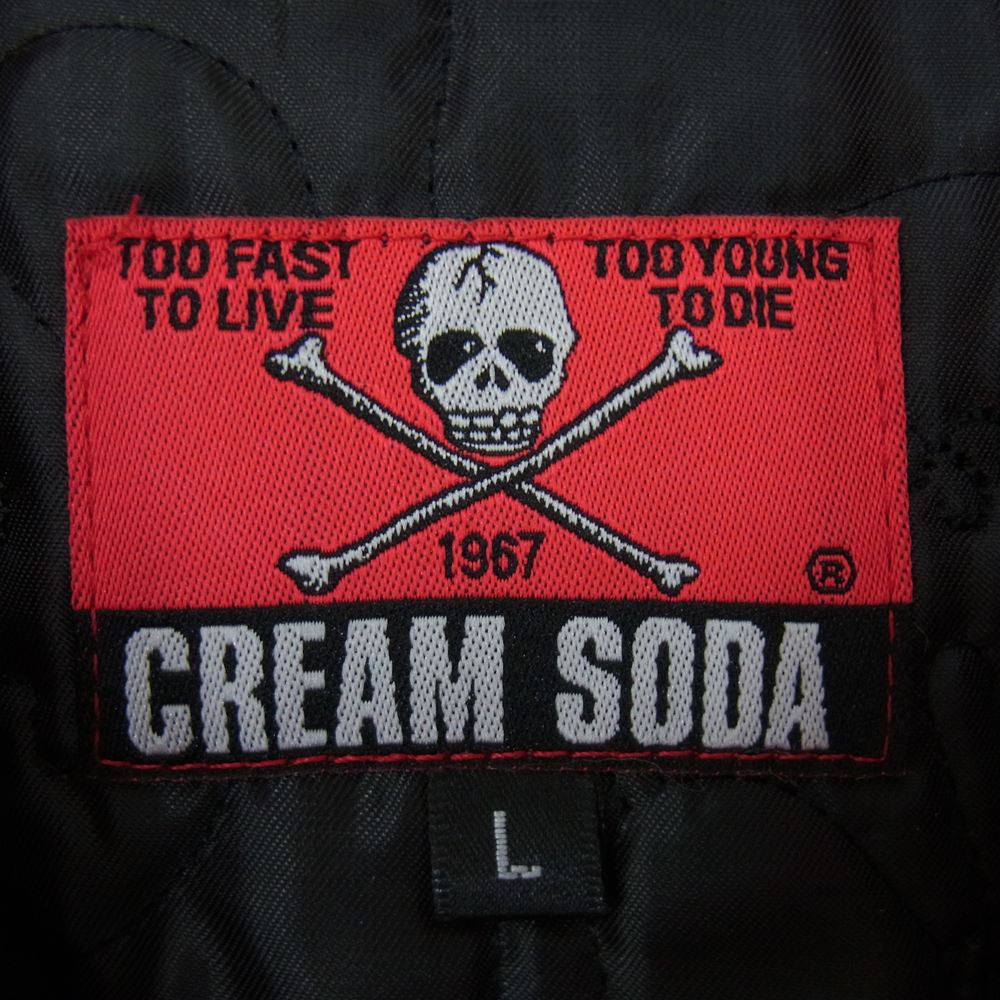 TOO FAST
TO LIVE
TOO YOUNG
TO DIE
1967
®
CREAM SODA
L